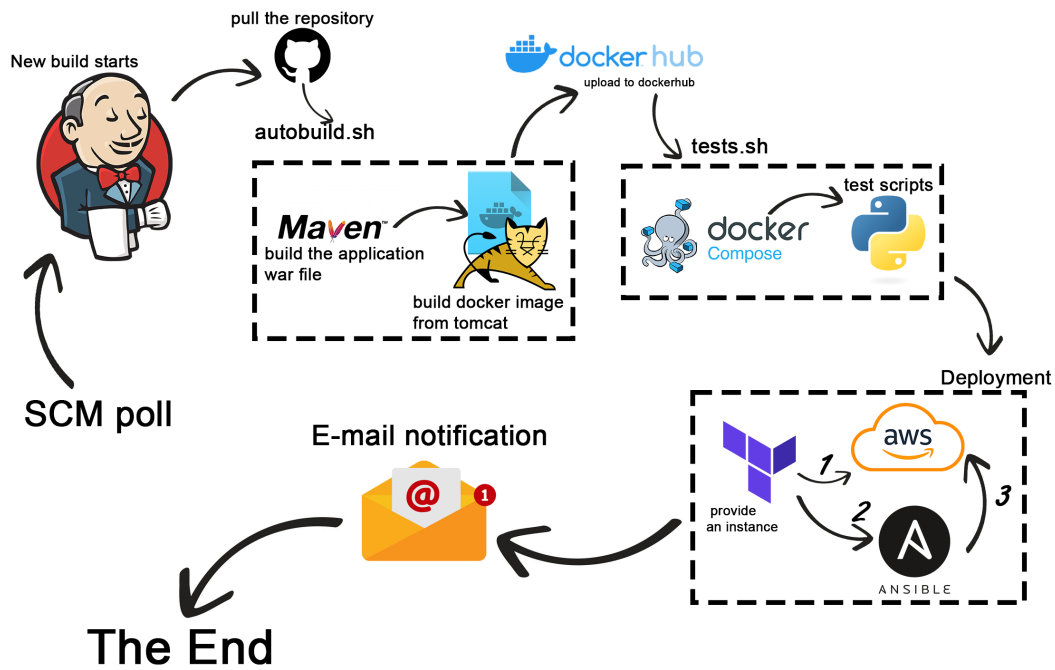 pull the repository
New build starts
autobuild.sh
docker hub
upload to dockerhub
tests.sh
Maven™
build the application
war file
build docker image
from tomcat
docker
Compose
test scripts
SCM poll
Deployment
aws
provide
an instance
1
2
3
ANSIBLE
E-mail notification
@
1
The End